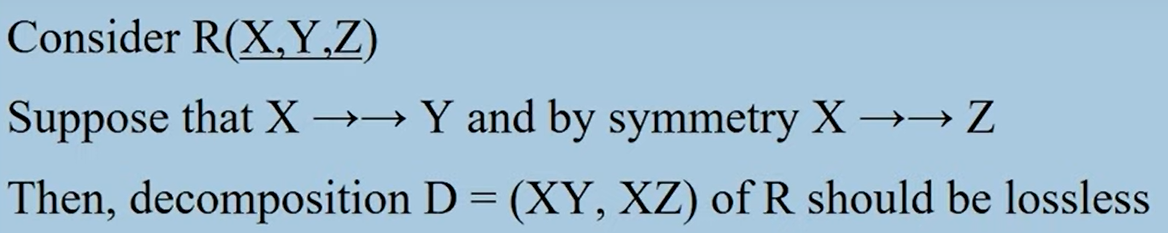 Consider R(X,Y,Z)
Suppose that X →→ Y and by symmetry X →→ Z
Then, decomposition D = (XY, XZ) of R should be lossless